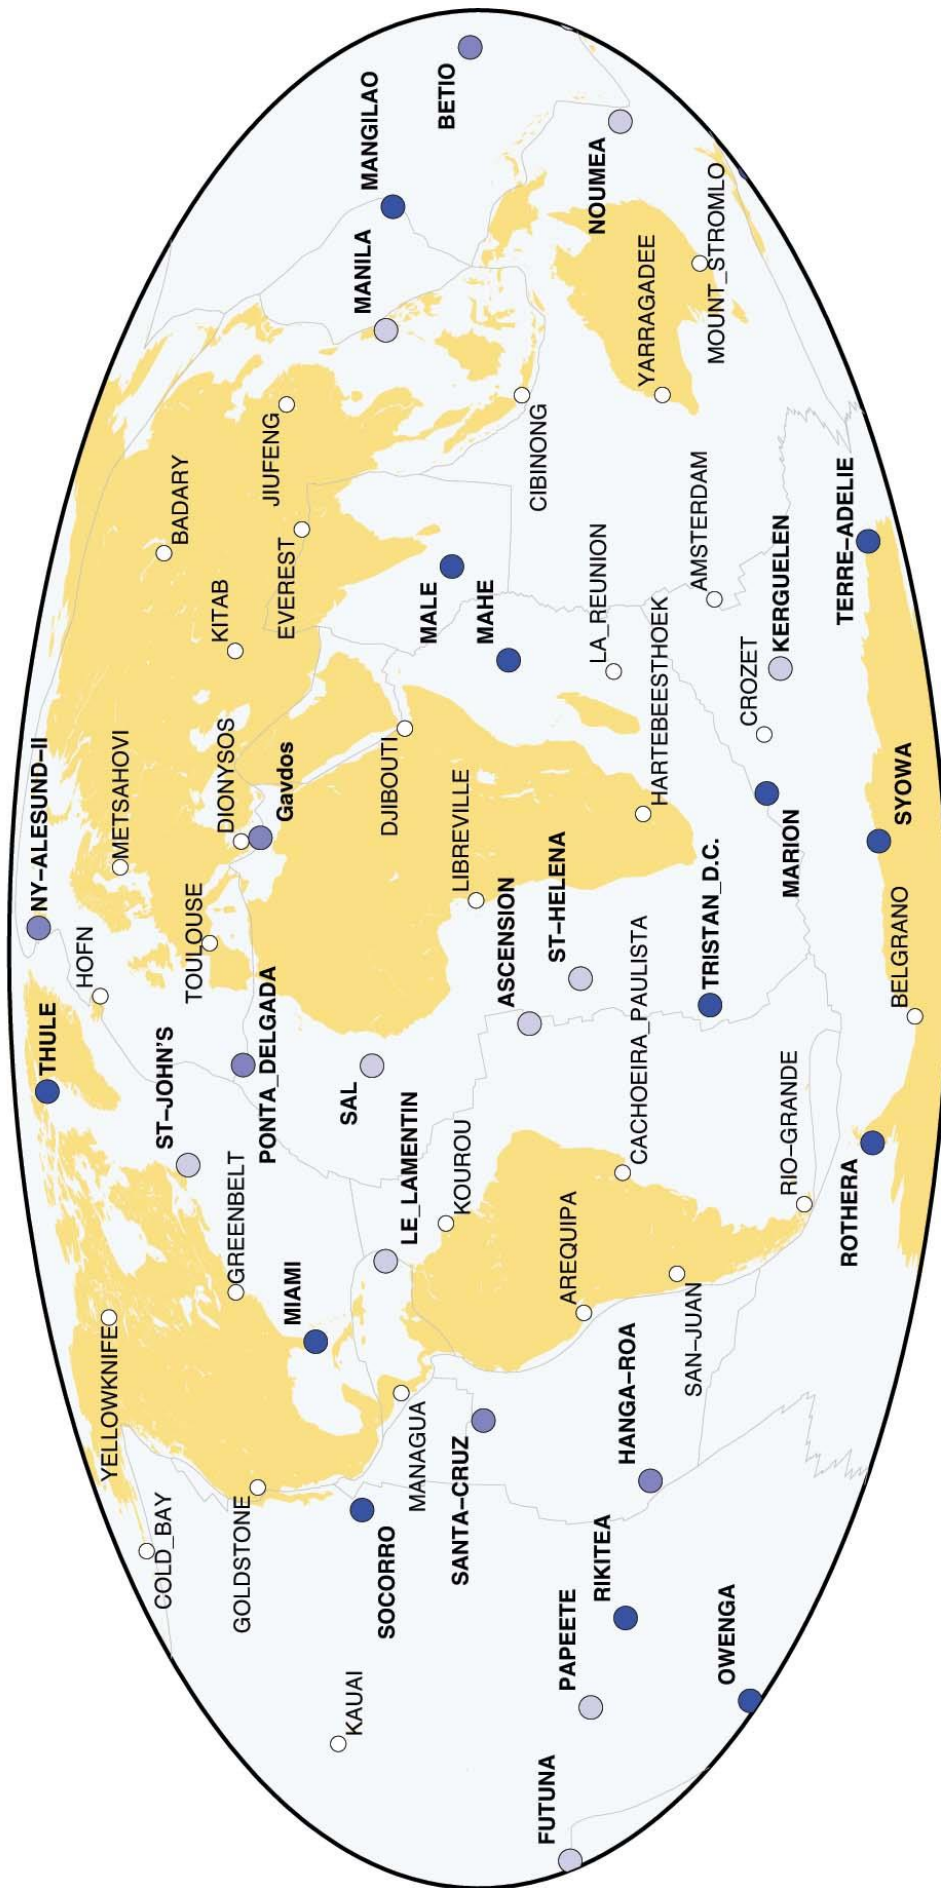 NY-ALESUND-II
THULE
HOFN
METSAHOVI
YELLOWKNIFE
COLD_BAY
ST-JOHN'S
BADARY
TOULOUSE
DIONYSOS
KITAB
GREENBELT
PONTA_DELGADA
Gavdos
GOLDSTONE
JIUFENG
EVEREST
MIAMI
KAUAI
SOCORRO
SAL
MANILA
MANGILAO
LE_LAMENTIN
MANAGUA
DJIBOUTI
KOUROU
MALE
BETIO
SANTA-CRUZ
LIBREVILLE
MAHE
ASCENSION
CIBINONG
FUTUNA
PAPEETE
AREQUIPA
ST-HELENA
LA_REUNION
NOUMEA
RIKITEA
HANGA-ROA
CACHOEIRA_PAULISTA
HARTEBEESTHOEK
YARRAGADEE
SAN-JUAN
TRISTAN_D.C.
AMSTERDAM
MOUNT_STROMLO
OWENGA
CROZET
MARION
KERGUELEN
RIO-GRANDE
ROTHERA
BELGRANO
SYOWA
TERRE-ADELIE